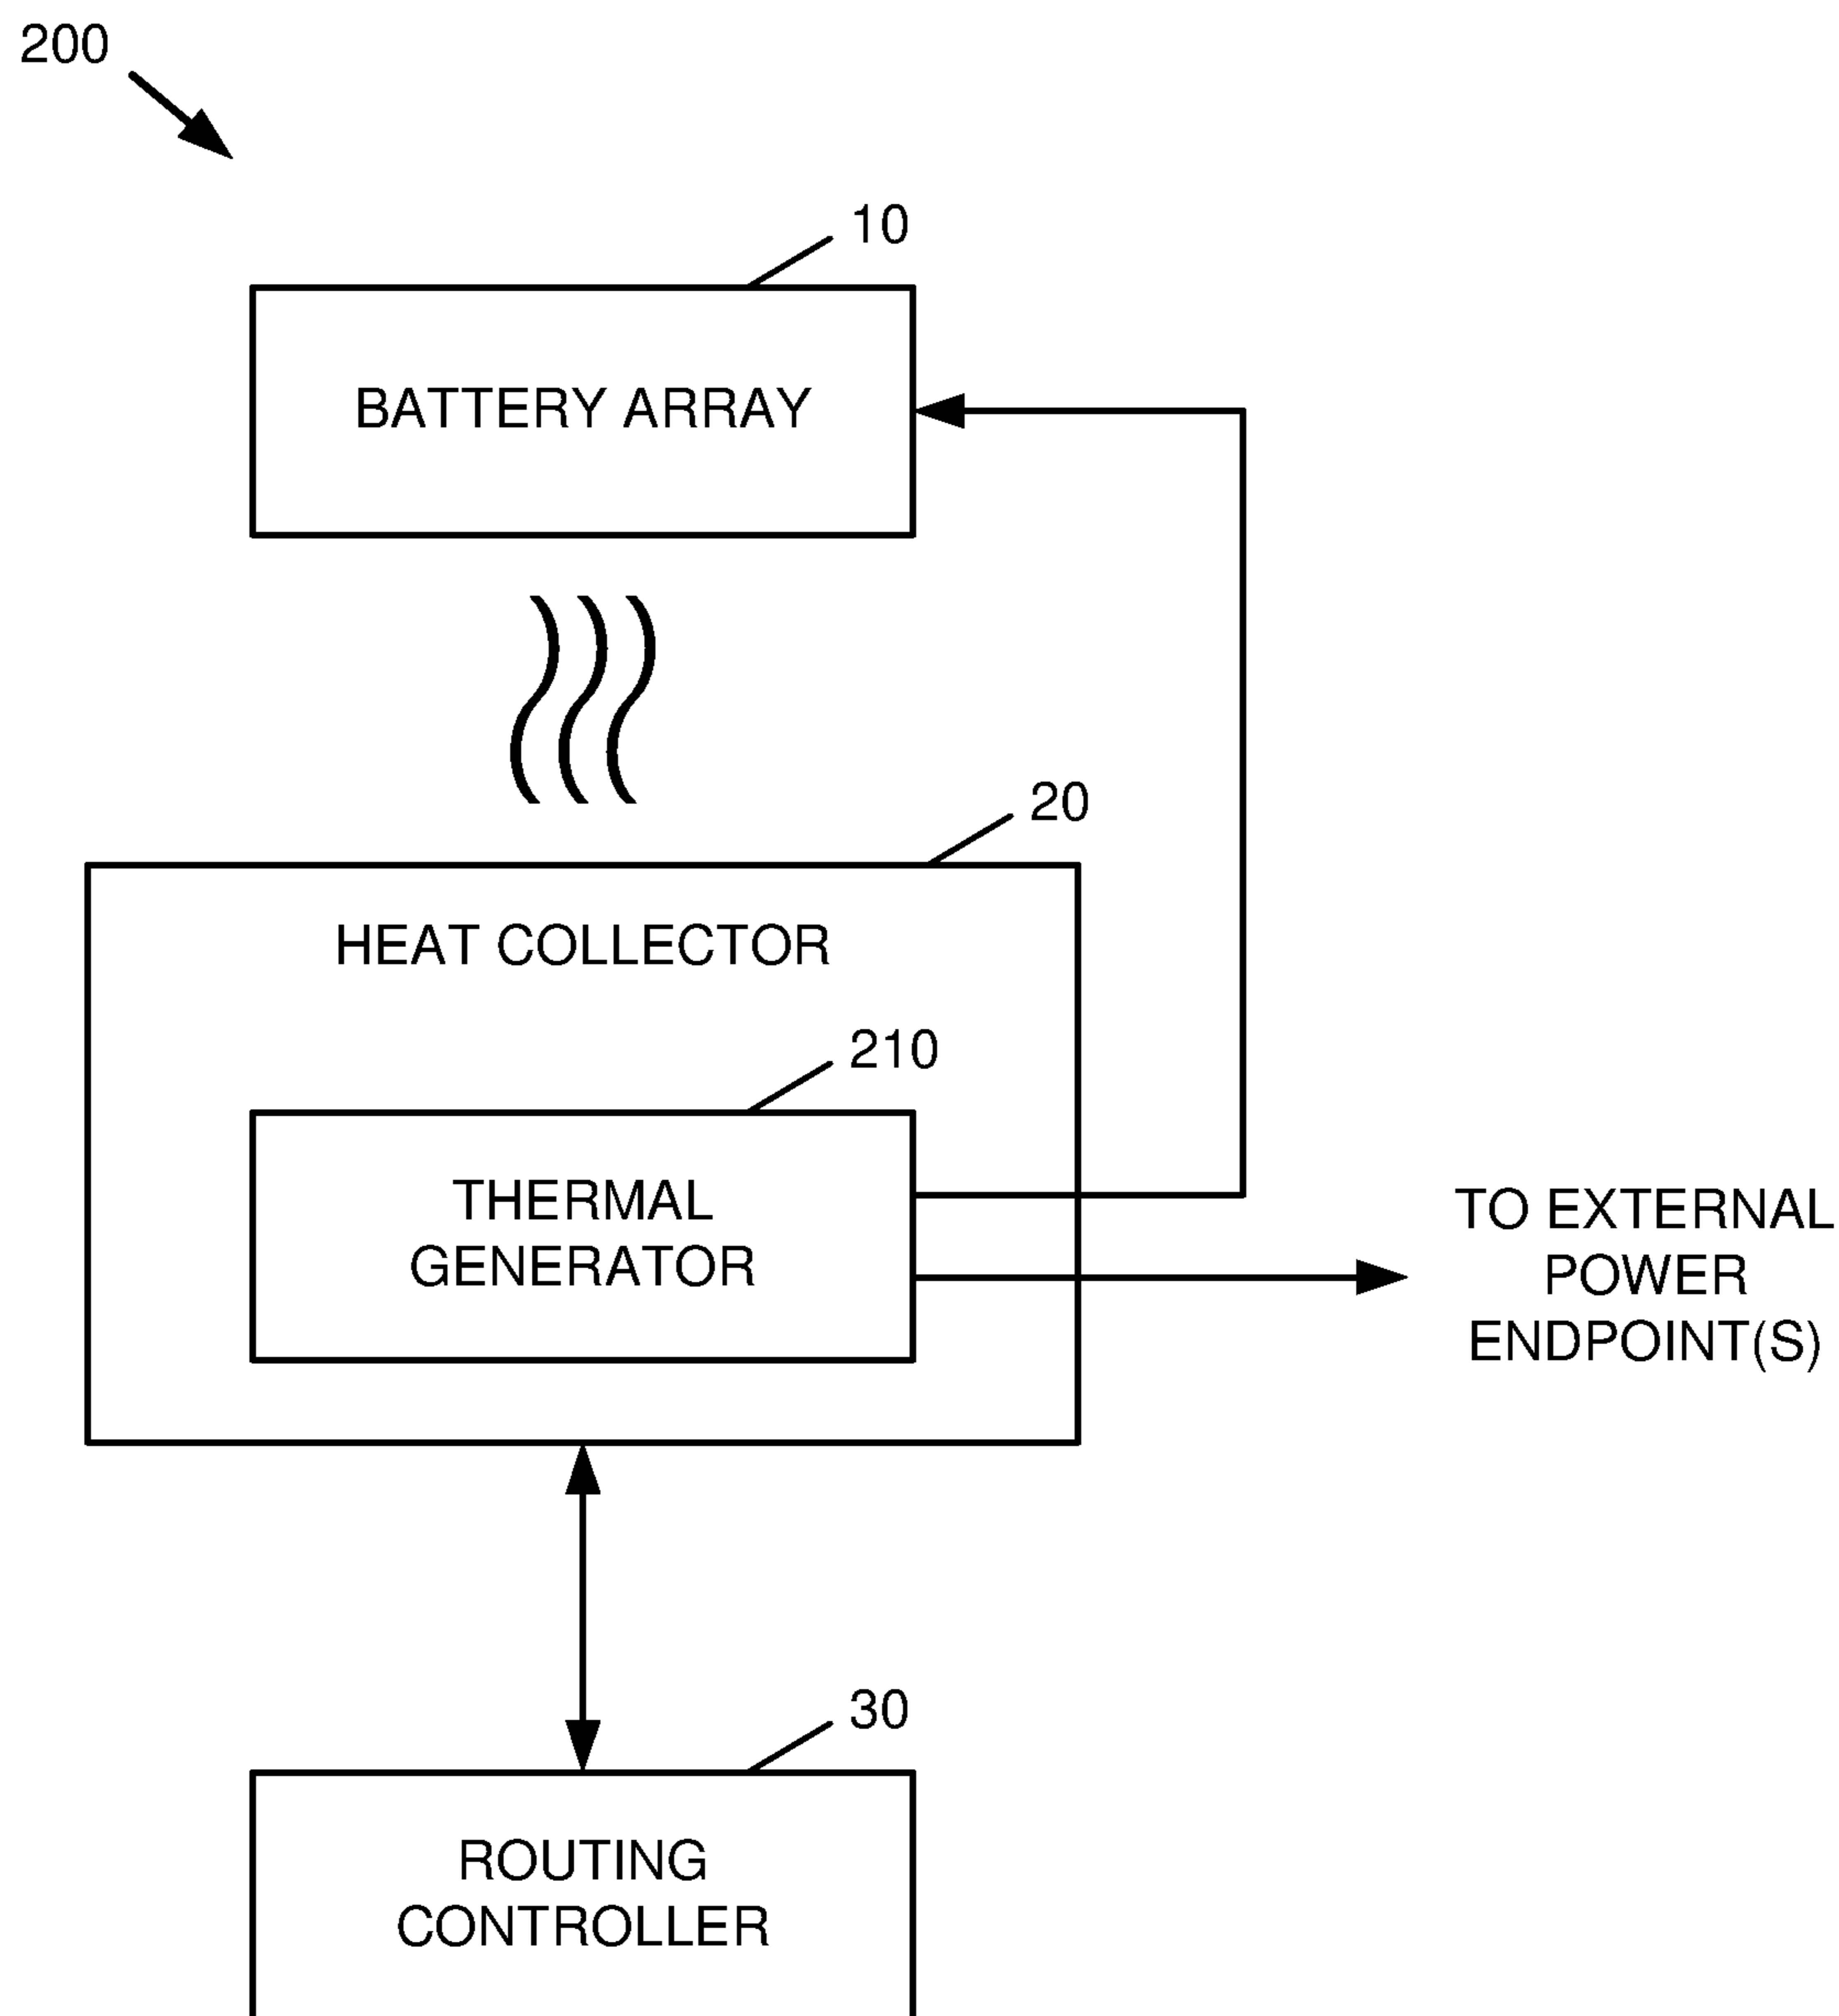 200
10
BATTERY ARRAY
20
HEAT COLLECTOR
210
THERMAL
GENERATOR
TO EXTERNAL
POWER
ENDPOINT(S)
30
ROUTING
CONTROLLER